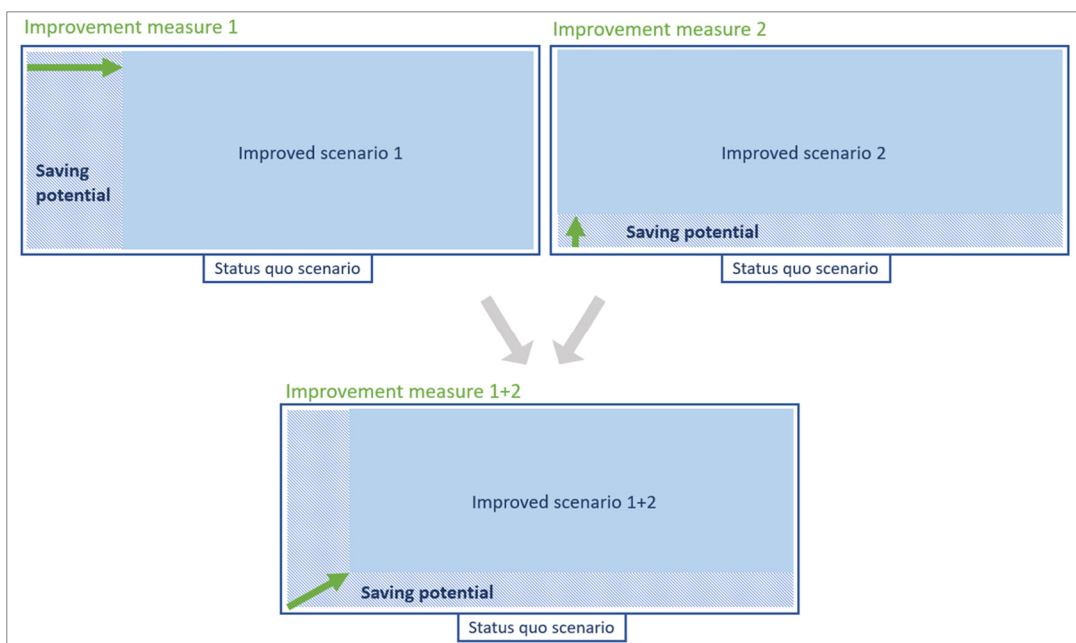 Improvement measure 1
Improved scenario 1
Saving
potential
Status quo scenario
Improvement measure 2
Improved scenario 2
Saving potential
Status quo scenario
Improvement measure 1+2
Improved scenario 1+2
Saving potential
Status quo scenario